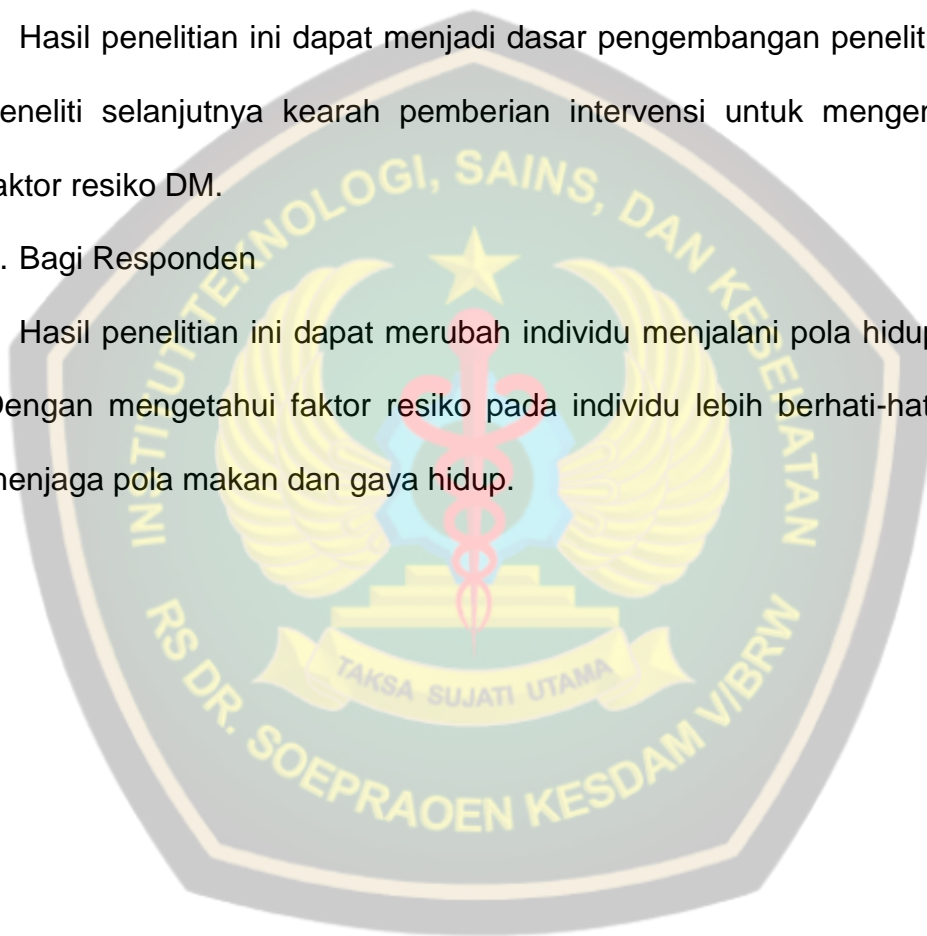 Hasil penelitian ini dapat menjadi dasar pengembangan penelit
eneliti selanjutnya kearah pemberian intervensi untuk menger
aktor resiko DM.
. Bagi Responden
Hasil penelitian ini dapat merubah individu menjalani pola hidup
Dengan mengetahui faktor resiko pada individu lebih berhati-hat
menjaga pola makan dan gaya hidup.
INSTITUT TEKNOLOGI, SAINS, DAN KESEHATAN
TAKSA SUJATI UTAMA
RS DR. SOEPRAOEN KESDAM V/BRW